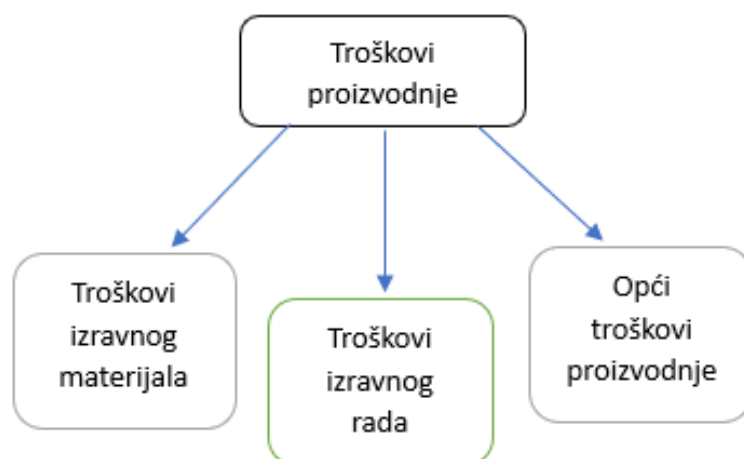 Troškovi
proizvodnje
Troškovi
izravnog
materijala
Troškovi
izravnog
rada
Opći
troškovi
proizvodnje